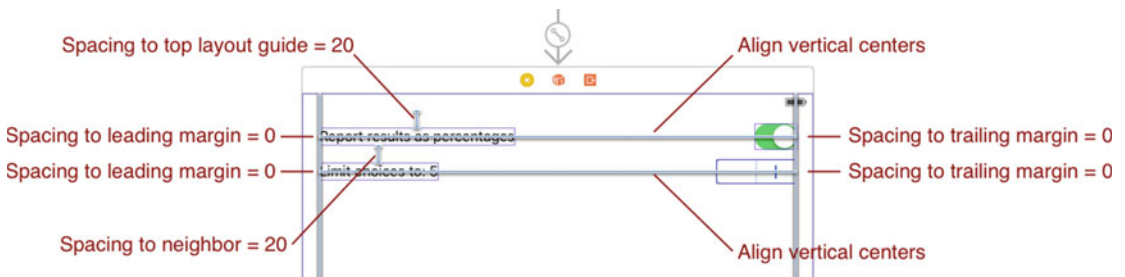 Spacing to top layout guide = 20
Align vertical centers
Spacing to leading margin = 0
Report results as percentages
Spacing to trailing margin = 0
Spacing to leading margin = 0
Limit choices to: 5
Spacing to trailing margin = 0
Spacing to neighbor = 20
Align vertical centers